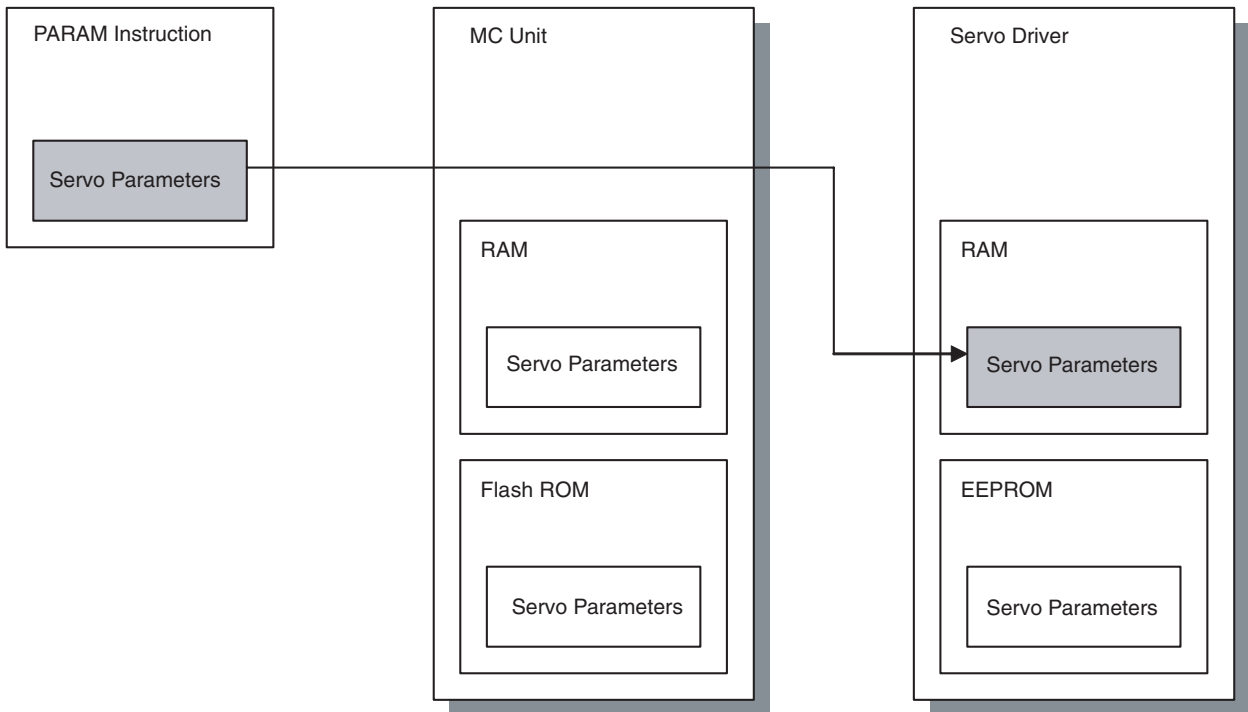 PARAM Instruction
Servo Parameters
MC Unit
RAM
Servo Parameters
Flash ROM
Servo Parameters
Servo Driver
RAM
Servo Parameters
EEPROM
Servo Parameters